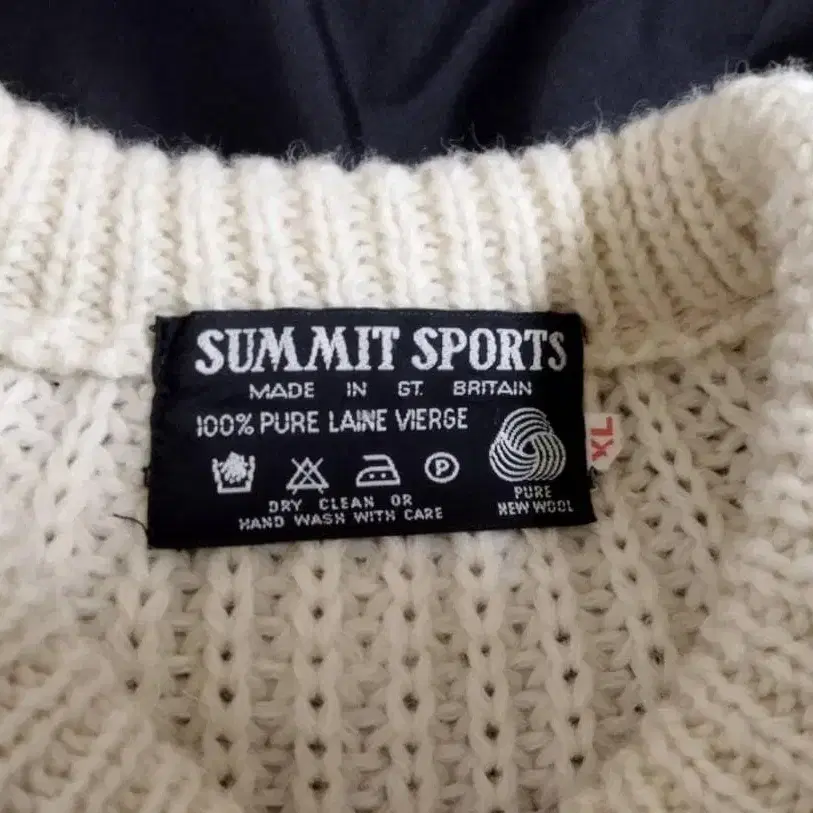 SUMMIT SPORTS
MADE IN GT. BRITAIN
100% PURE LAINE VIERGE
P
DRY CLEAN OR
HAND WASH WITH CARE
PURE
NEW WOOL
XL